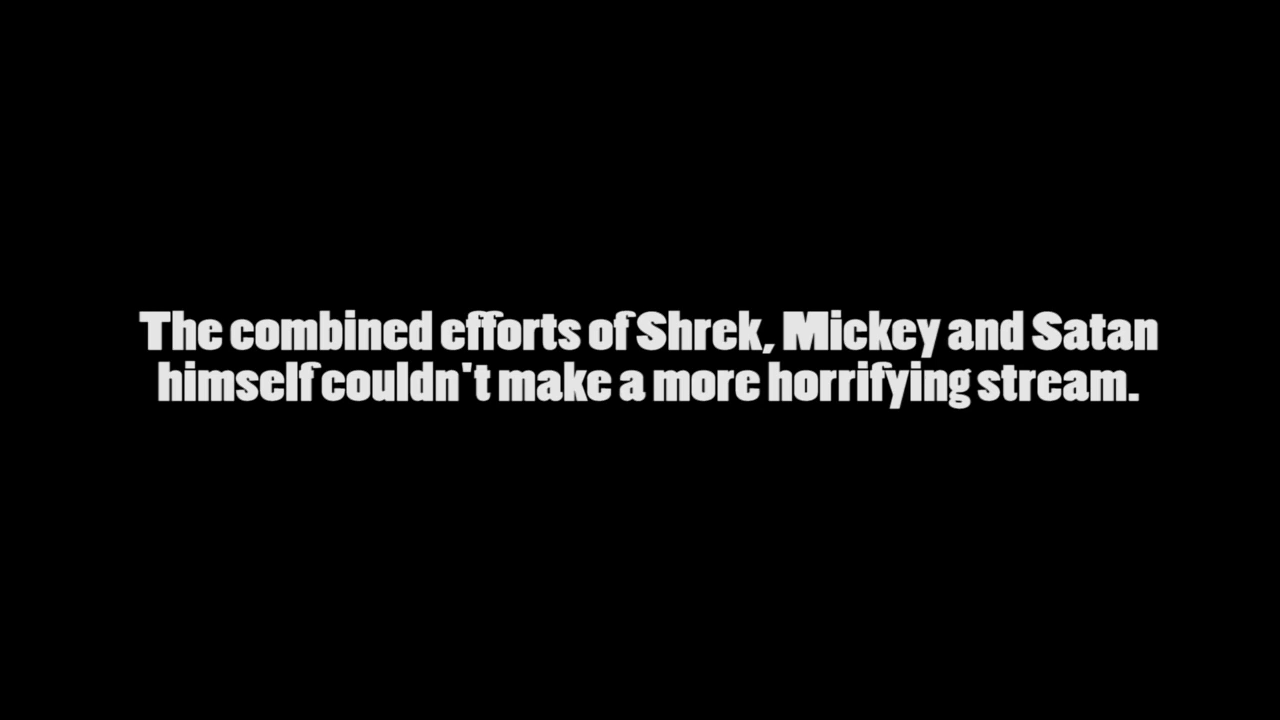 The combined efforts of Shrek, Mickey and Satan
himself couldn't make a more horrifying stream.